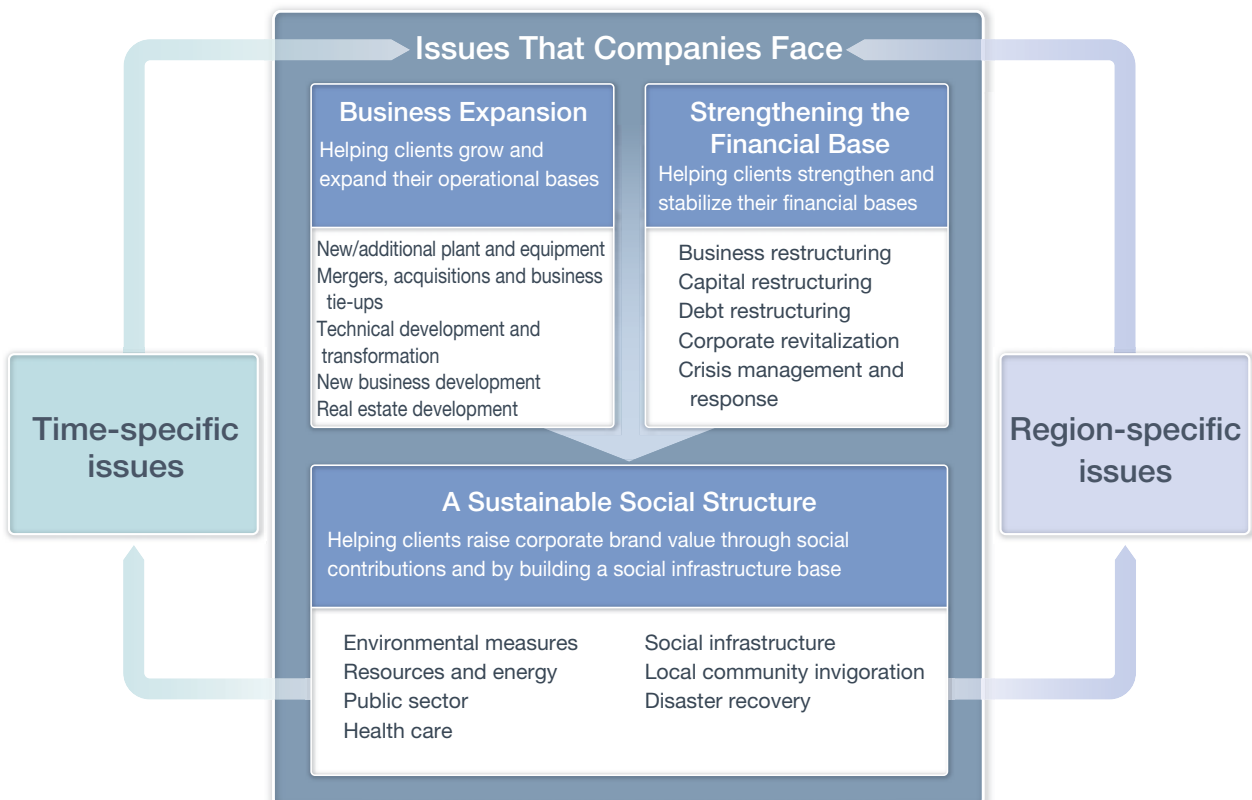 Issues That Companies Face
Business Expansion
Helping clients grow and
expand their operational bases
New/additional plant and equipment
Mergers, acquisitions and business
tie-ups
Technical development and
transformation
New business development
Real estate development
Strengthening the
Financial Base
Helping clients strengthen and
stabilize their financial bases
Business restructuring
Capital restructuring
Debt restructuring
Corporate revitalization
Crisis management and
response
Time-specific
issues
Region-specific
issues
A Sustainable Social Structure
Helping clients raise corporate brand value through social
contributions and by building a social infrastructure base
Environmental measures
Resources and energy
Public sector
Health care
Social infrastructure
Local community invigoration
Disaster recovery